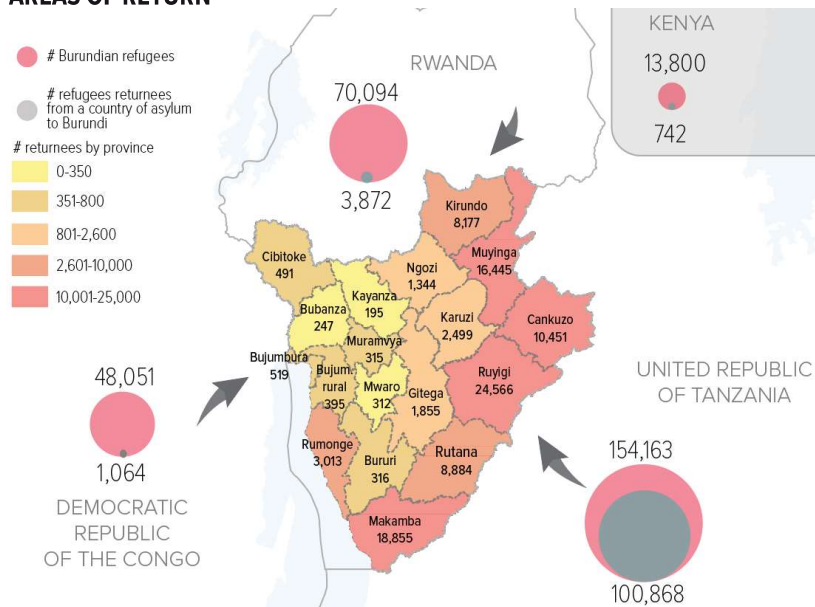 AREAS OF RETURN
# Burundian refugees
# refugees returnees
from a country of asylum
to Burundi
# returnees by province
0-350
351-800
801-2,600
2,601-10,000
10,001-25,000
RWANDA
70,094
3,872
KENYA
13,800
742
Kirundo
8,177
Muyinga
16,445
Cibitoke
491
Ngozi
1,344
Kayanza
195
Bubanza
247
Karuzi
2,499
Cankuzo
10,451
Muramvya
315
Bujumbura
519
Bujum.
rural
395
Mwaro
312
Gitega
1,855
Ruyigi
24,566
Rumonge
3,013
Bururi
316
Rutana
8,884
Makamba
18,855
48,051
1,064
DEMOCRATIC
REPUBLIC
OF THE CONGO
UNITED REPUBLIC
OF TANZANIA
154,163
100,868